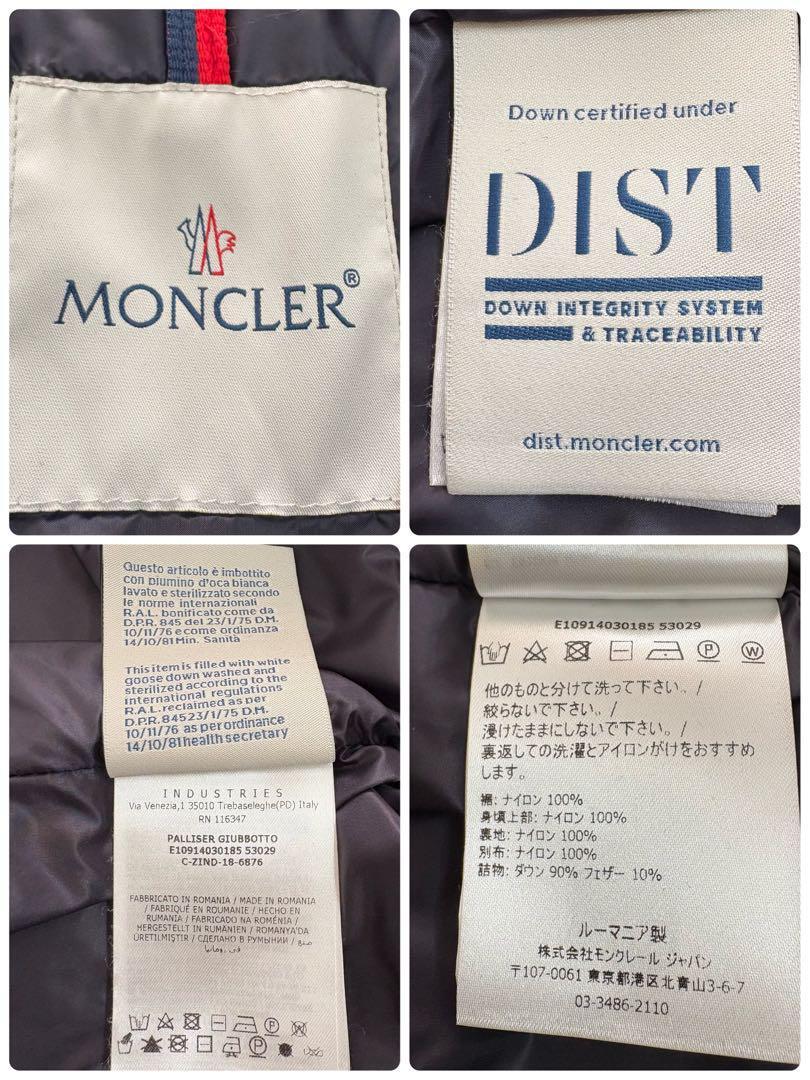 MONCLER®
Down certified under
DIST
DOWN INTEGRITY SYSTEM
& TRACEABILITY
dist.moncler.com
Questo articolo è imbottito
con piumino d'oca bianca
lavato e sterilizzato secondo
le norme internazionali
R.A.L. bonificato come da
D.P.R. 845 del 23/1/75 D.M.
10/11/76 e come ordinanza
14/10/81 Min. Sanità
This item is filled with white
goose down washed and
sterilized according to the
international regulations
R.A.L. reclaimed as per
D.P.R. 84523/1/75 D.M.
10/11/76 as per ordinance
14/10/81 health secretary
INDUSTRIES
Via Venezia,1 35010 Trebaseleghe(PD) Italy
RN 116347
PALLISER GIUBBOTTO
E10914030185 53029
C-ZIND-18-6876
FABBRICATO IN ROMANIA / MADE IN ROMANIA
/ FABRIQUÉ EN ROUMANIE / HECHO EN
RUMANIA / FABRICADO NA ROMÉNIA /
HERGESTELLT IN RUMÄNIEN / ROMANYA'DA
ÜRETILMIŞTIR / СДЕЛАНО В РУМЫНИИ / صنع
في رومانيا
E10914030185 53029
他のものと分けて洗って下さい。/
絞らないで下さい。/
浸けたままにしないで下さい。/
裏返しての洗濯とアイロンがけをおすすめ
します。
裾: ナイロン 100%
身頃上部: ナイロン 100%
裏地: ナイロン 100%
別布: ナイロン 100%
詰物: ダウン 90% フェザー 10%
ルーマニア製
株式会社モンクレール ジャパン
〒107-0061 東京都港区北青山3-6-7
03-3486-2110